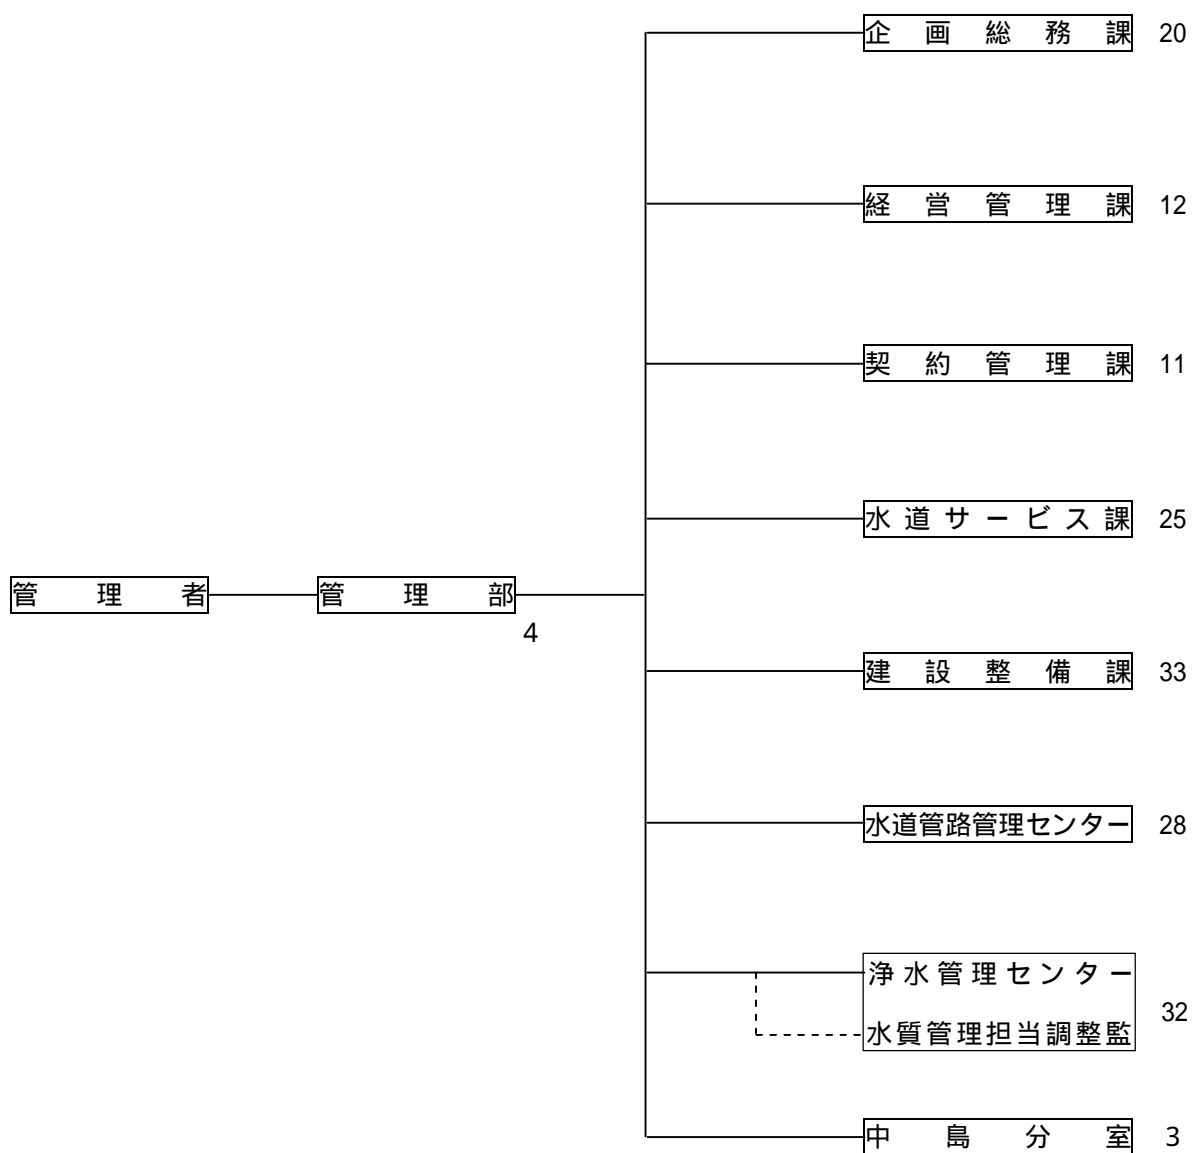 企画総務課 20
経営管理課 12
契約管理課 11
水道サービス課 25
管理者 管理部
4
建設整備課 33
水道管路管理センター 28
浄水管理センター
水質管理担当調整監
32
中島分室 3